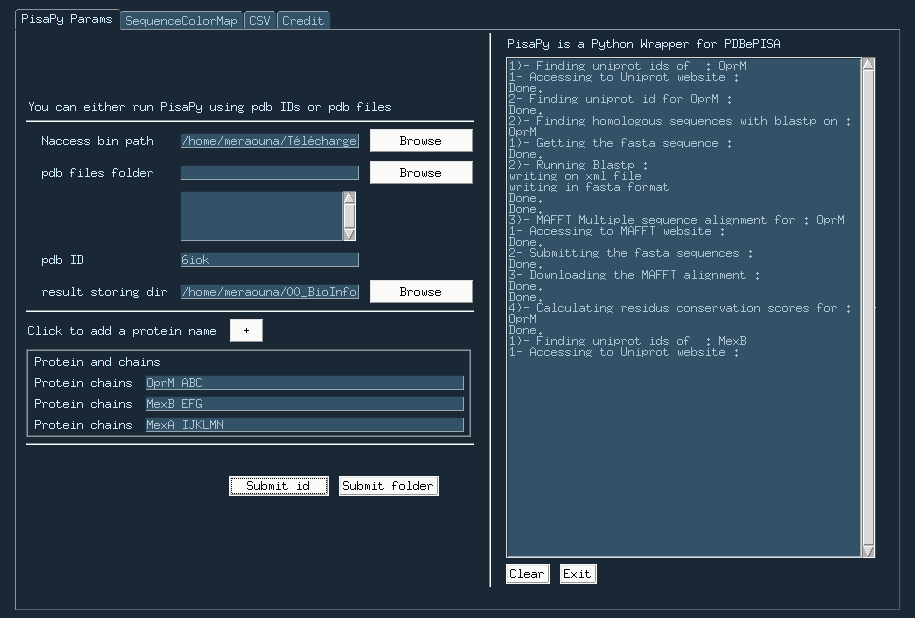 PisaPy Params SequenceColorMap CSV Credit
You can either run PisaPy using pdb IDs or pdb files
Naccess bin path /home/meraouna/Télécharge Browse
pdb files folder Browse
pdb ID 6iok
result storing dir /home/meraouna/00_BioInfo Browse
Click to add a protein name +
Protein and chains
Protein chains OprM ABC
Protein chains MexB EFG
Protein chains MexA IJKLMN
Submit id Submit folder
PisaPy is a Python Wrapper for PDBePISA
1)- Finding uniprot ids of  : OprM
1- Accessing to Uniprot website :
Done.
2- Finding uniprot id for OprM :
Done.
2)- Finding homologous sequences with blastp on :
OprM
1)- Getting the fasta sequence :
Done.
2)- Running Blastp :
writing on xml file
writing in fasta format
Done.
Done.
3)- MAFFT Multiple sequence alignment for : OprM
1- Accessing to MAFFT website :
Done.
2- Submitting the fasta sequences :
Done.
3- Downloading the MAFFT alignment :
Done.
Done.
4)- Calculating residus conservation scores for :
OprM
Done.
1)- Finding uniprot ids of  : MexB
1- Accessing to Uniprot website :
Clear Exit